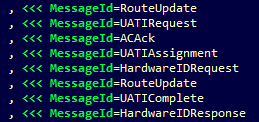 , <<< MessageId=RouteUpdate
, <<< MessageId=UATIRequest
, <<< MessageId=ACAck
, <<< MessageId=UATIAssignment
, <<< MessageId=HardwareIDRequest
, <<< MessageId=RouteUpdate
, <<< MessageId=UATIComplete
, <<< MessageId=HardwareIDResponse